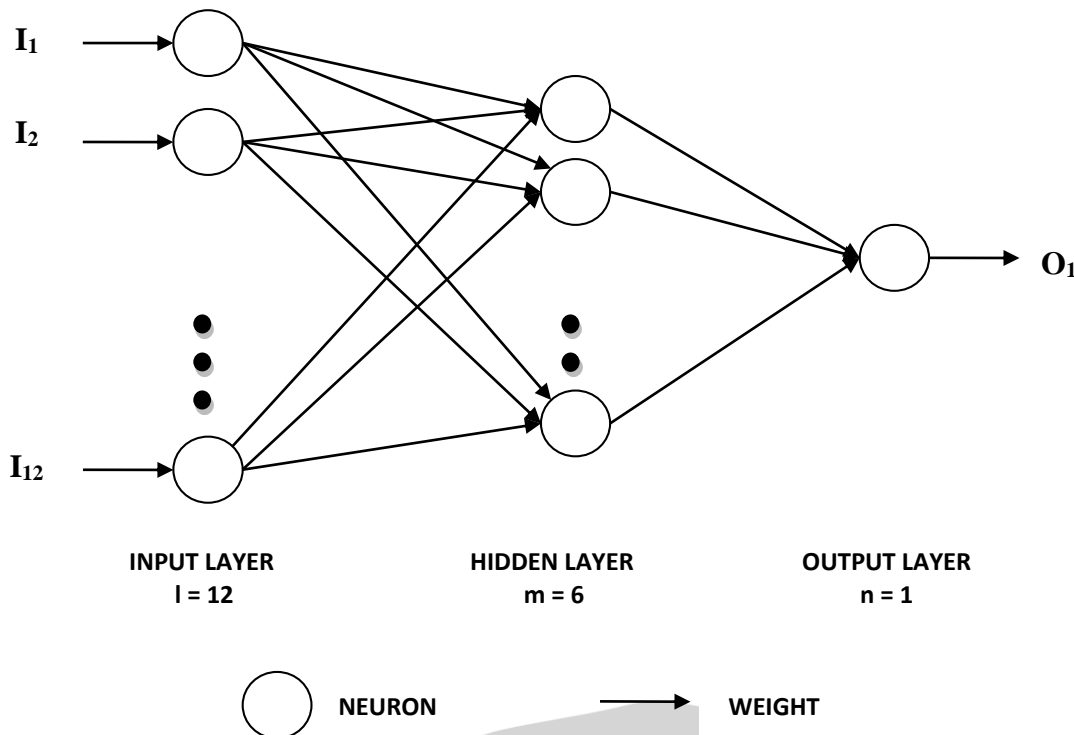 I₁
I₂
I₁₂
O₁
INPUT LAYER
l = 12
HIDDEN LAYER
m = 6
OUTPUT LAYER
n = 1
NEURON
WEIGHT